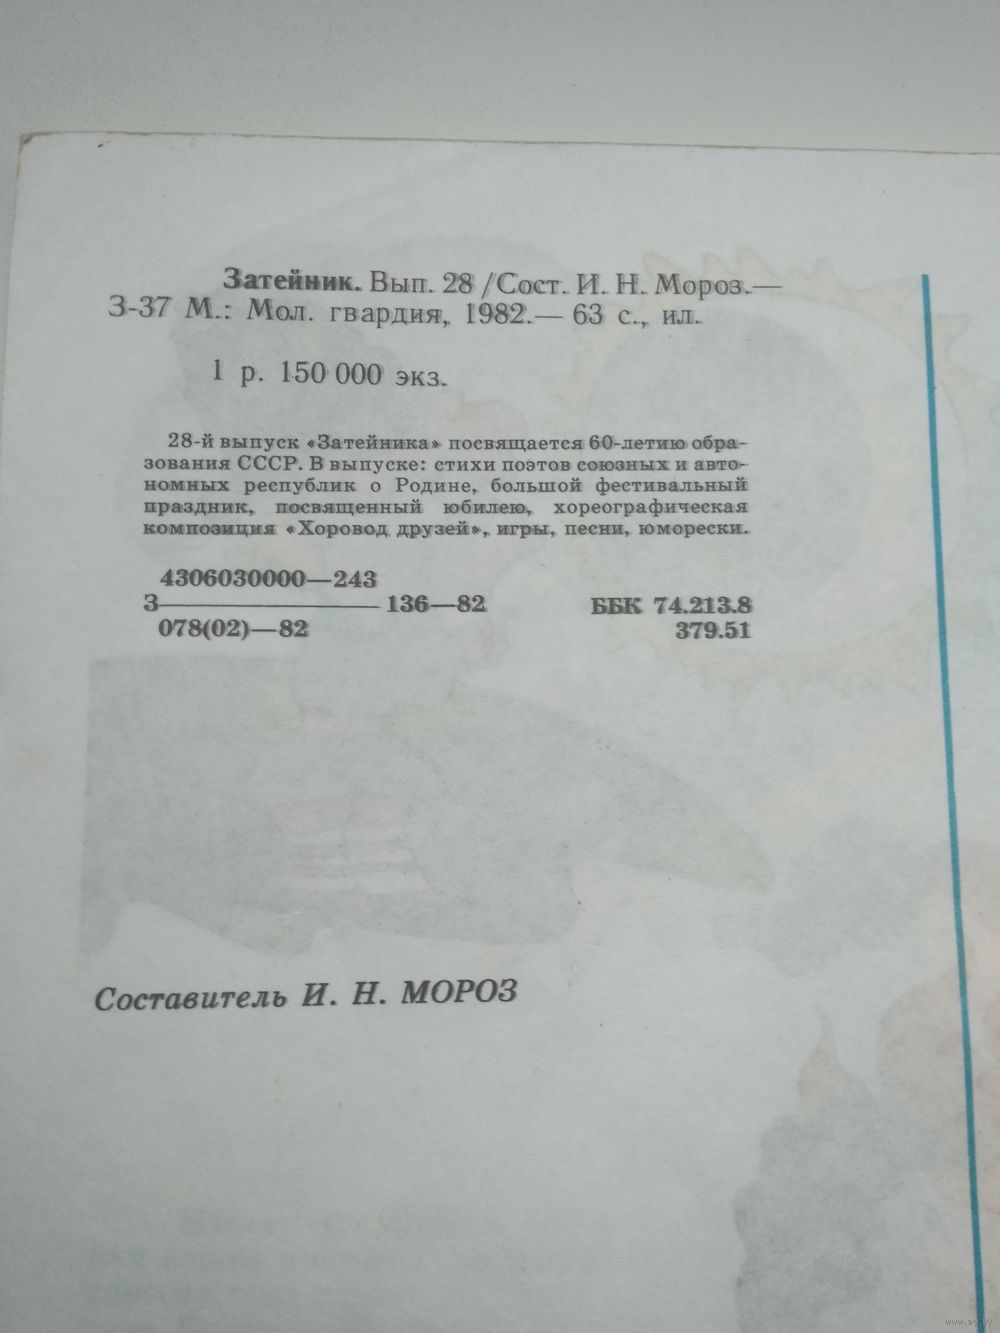 Затейник. Вып. 28 /Сост. И. Н. Мороз.—
З-37 М.: Мол. гвардия, 1982.— 63 с., ил.
1 р. 150 000 экз.
28-й выпуск «Затейника» посвящается 60-летию обра-
зования СССР. В выпуске: стихи поэтов союзных и авто-
номных республик о Родине, большой фестивальный
праздник, посвященный юбилею, хореографическая
композиция «Хоровод друзей», игры, песни, юморески.
4306030000—243
З——————— 136—82 ББК 74.213.8
078(02)—82 379.51
Составитель И. Н. МОРОЗ
www.ay.by